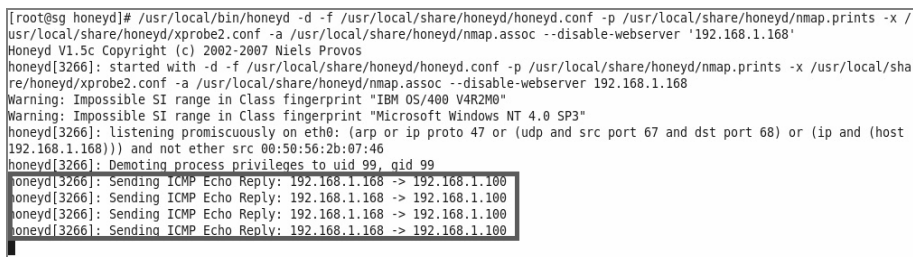 [root@sg honeyd]# /usr/local/bin/honeyd -d -f /usr/local/share/honeyd/honeyd.conf -p /usr/local/share/honeyd/nmap.prints -x /
usr/local/share/honeyd/xprobe2.conf -a /usr/local/share/honeyd/nmap.assoc --disable-webserver '192.168.1.168'
Honeyd V1.5c Copyright (c) 2002-2007 Niels Provos
honeyd[3266]: started with -d -f /usr/local/share/honeyd/honeyd.conf -p /usr/local/share/honeyd/nmap.prints -x /usr/local/sha
re/honeyd/xprobe2.conf -a /usr/local/share/honeyd/nmap.assoc --disable-webserver 192.168.1.168
Warning: Impossible SI range in Class fingerprint "IBM OS/400 V4R2M0"
Warning: Impossible SI range in Class fingerprint "Microsoft Windows NT 4.0 SP3"
honeyd[3266]: listening promiscuously on eth0: (arp or ip proto 47 or (udp and src port 67 and dst port 68) or (ip and (host
192.168.1.168))) and not ether src 00:50:56:2b:07:46
honeyd[3266]: Demoting process privileges to uid 99, gid 99
honeyd[3266]: Sending ICMP Echo Reply: 192.168.1.168 -> 192.168.1.100
honeyd[3266]: Sending ICMP Echo Reply: 192.168.1.168 -> 192.168.1.100
honeyd[3266]: Sending ICMP Echo Reply: 192.168.1.168 -> 192.168.1.100
honeyd[3266]: Sending ICMP Echo Reply: 192.168.1.168 -> 192.168.1.100